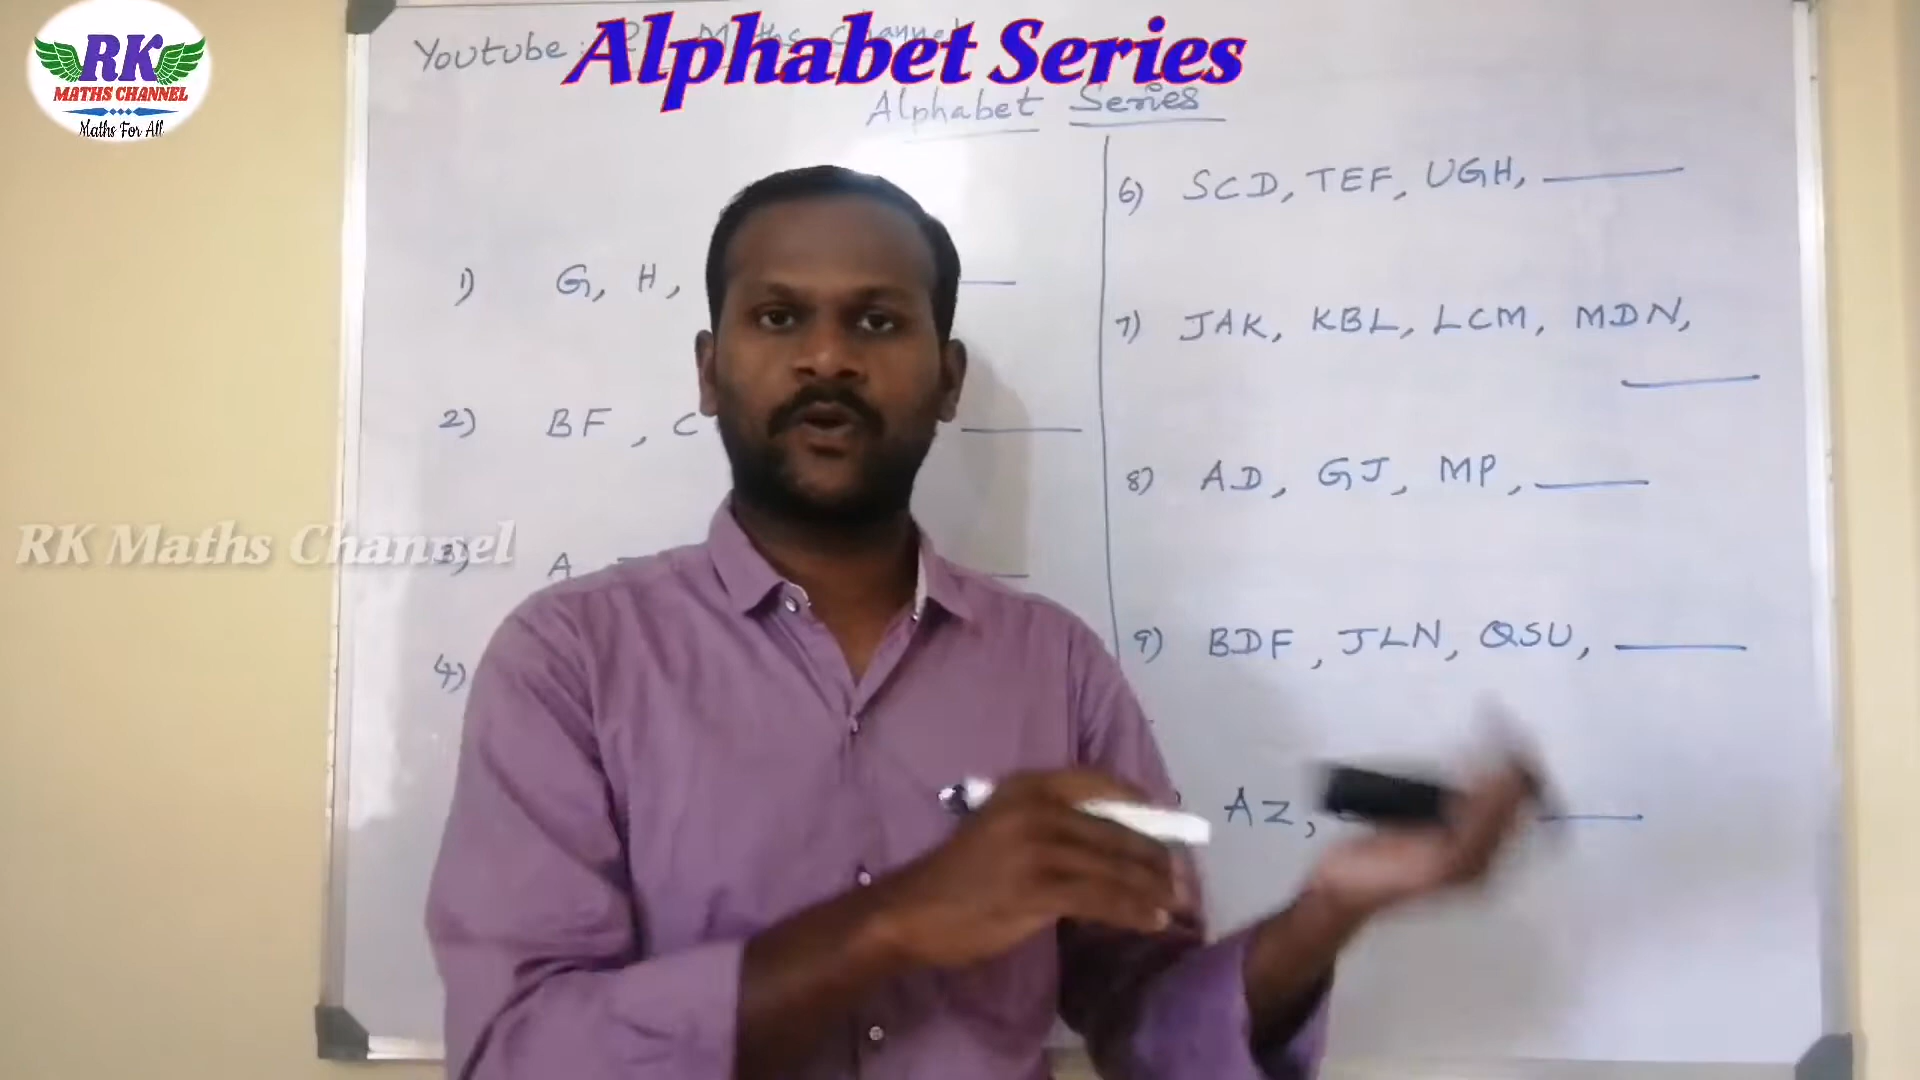 RK
MATHS CHANNEL
Maths For All
Alphabet Series
Youtube
Alphabet Series
1) G, H,
2) BF, C
3) A
4)
6) SCD, TEF, UGH,
7) JAK, KBL, LCM, MDN,
8) AD, GJ, MP,
9) BDF, JLN, QSU,
AZ,
RK Maths Channel